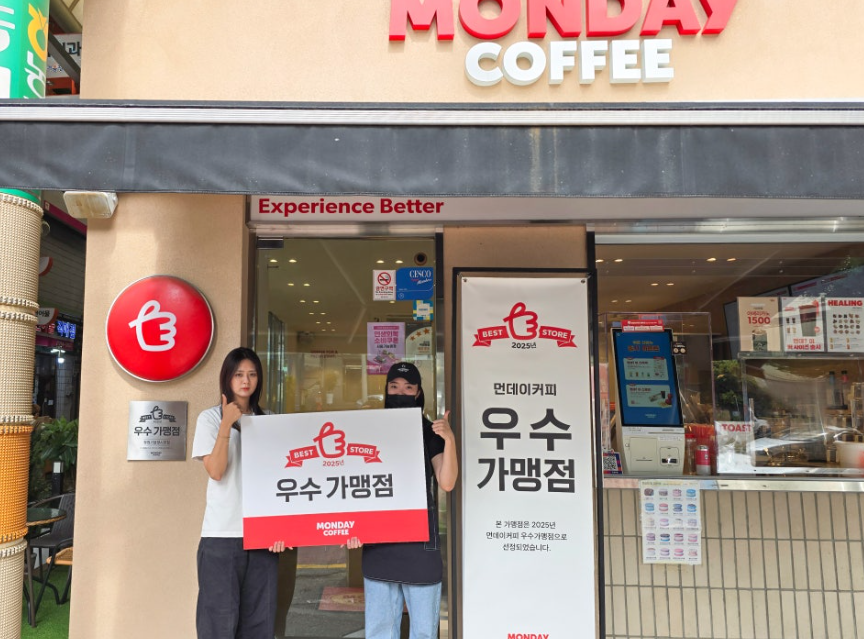 MONDAY
COFFEE
Experience Better
CESCO
BEST STORE
2025년
먼데이커피
우수
가맹점
본 가맹점은 2025년
먼데이커피 우수가맹점으로
선정되었습니다.
MONDAY
우수 가맹점
BEST STORE
2025년
우수 가맹점
MONDAY
COFFEE
1500
HEALING
TOAST